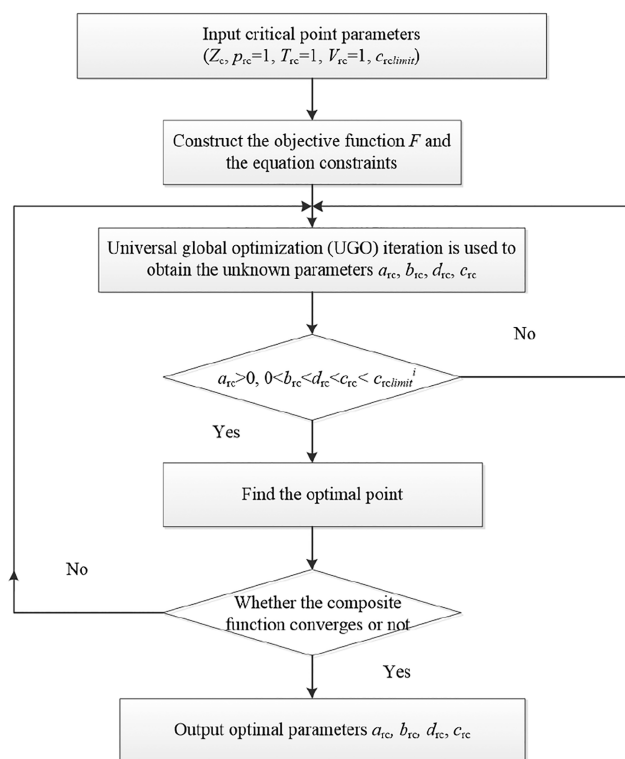 Input critical point parameters
(Zc, prc=1, Trc=1, Vrc=1, crclimit)
Construct the objective function F and
the equation constraints
Universal global optimization (UGO) iteration is used to
obtain the unknown parameters arc, brc, drc, crc
No
arc>0, 0<brc<drc<crc< crclimit^i
Yes
Find the optimal point
No
Whether the composite
function converges or not
Yes
Output optimal parameters arc, brc, drc, crc